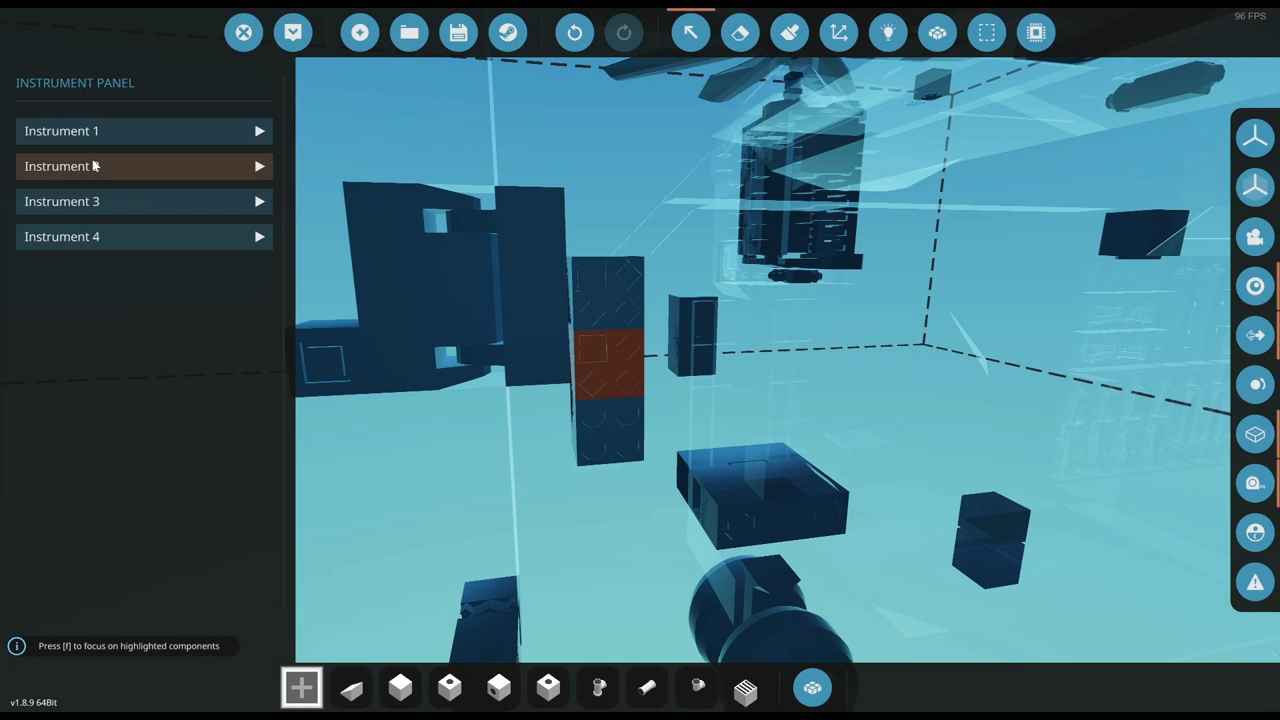 96 FPS
INSTRUMENT PANEL
Instrument 1
Instrument
Instrument 3
Instrument 4
Press [f] to focus on highlighted components
v1.8.9 64Bit